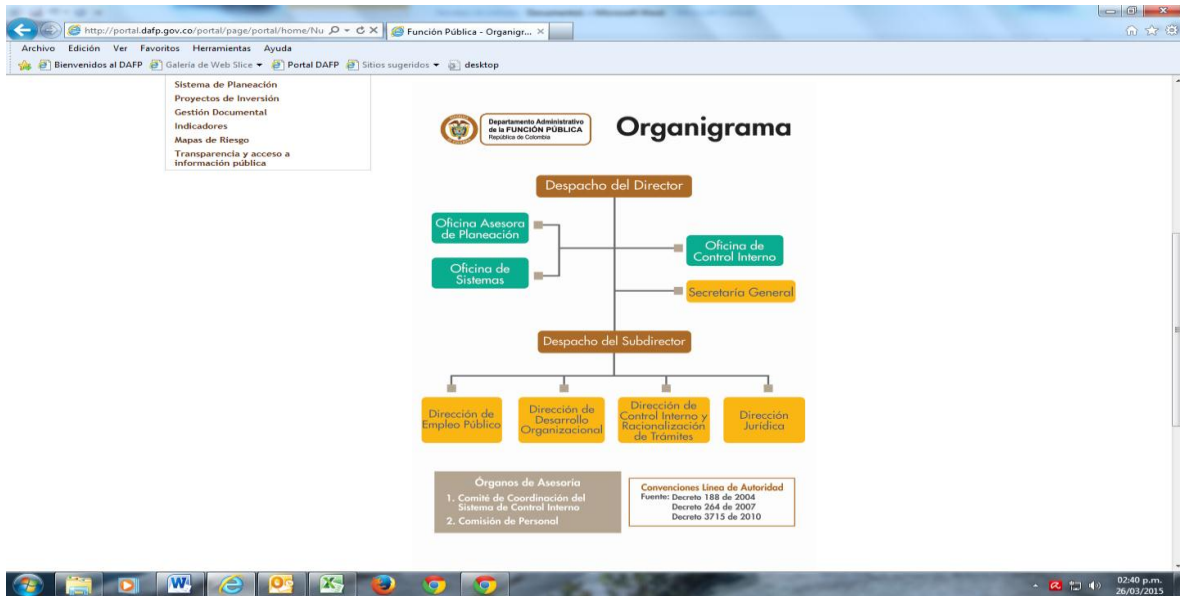 http://portal.dafp.gov.co/portal/page/portal/home/Nu
Función Pública - Organigr...
Archivo Edición Ver Favoritos Herramientas Ayuda
Bienvenidos al DAFP Galería de Web Slice Portal DAFP Sitios sugeridos desktop
Sistema de Planeación
Proyectos de Inversión
Gestión Documental
Indicadores
Mapas de Riesgo
Transparencia y acceso a
información pública
Departamento Administrativo
de la FUNCIÓN PÚBLICA
República de Colombia
Organigrama
Despacho del Director
Oficina Asesora
de Planeación
Oficina de
Sistemas
Oficina de
Control Interno
Secretaría General
Despacho del Subdirector
Dirección de
Empleo Público
Dirección de
Desarrollo
Organizacional
Dirección de
Control Interno y
Racionalización
de Trámites
Dirección
Jurídica
Órganos de Asesoría
1. Comité de Coordinación del
Sistema de Control Interno
2. Comisión de Personal
Convenciones Linea de Autoridad
Fuente: Decreto 188 de 2004
Decreto 264 de 2007
Decreto 3715 de 2010
02:40 p.m.
26/03/2015